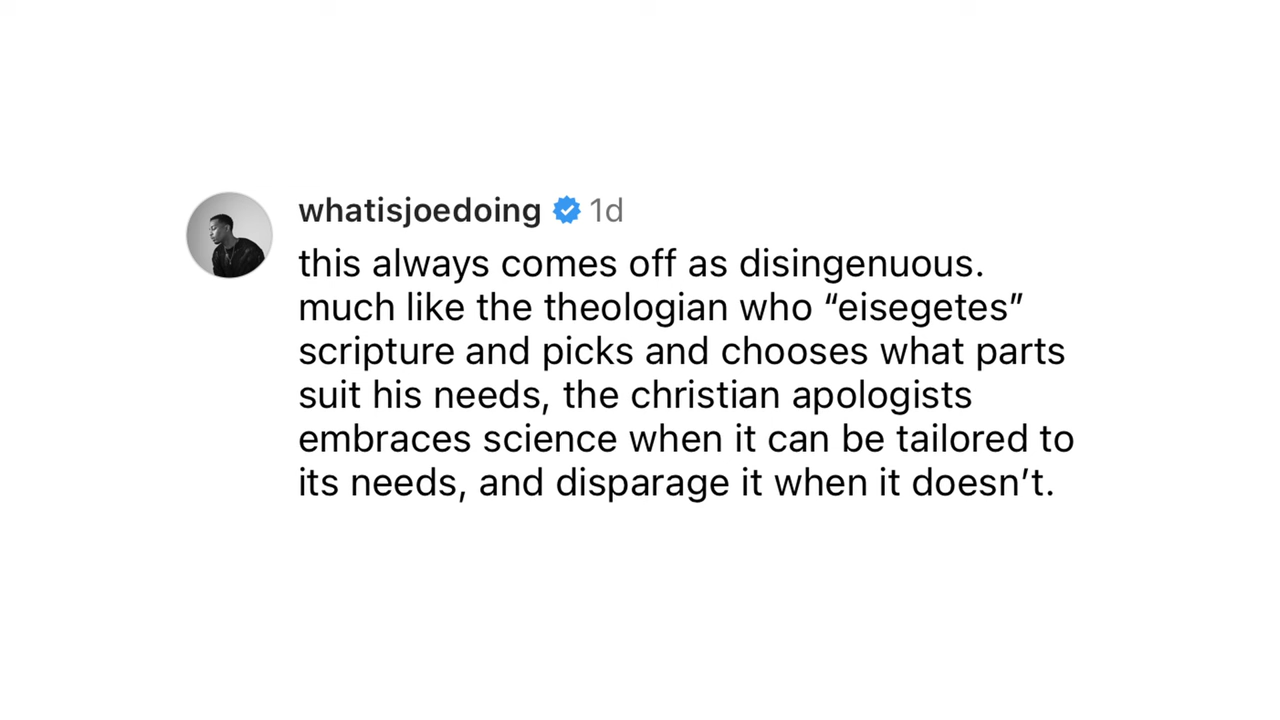 whatisjoedoing 1d
this always comes off as disingenuous.
much like the theologian who “eisegetes”
scripture and picks and chooses what parts
suit his needs, the christian apologists
embraces science when it can be tailored to
its needs, and disparage it when it doesn’t.